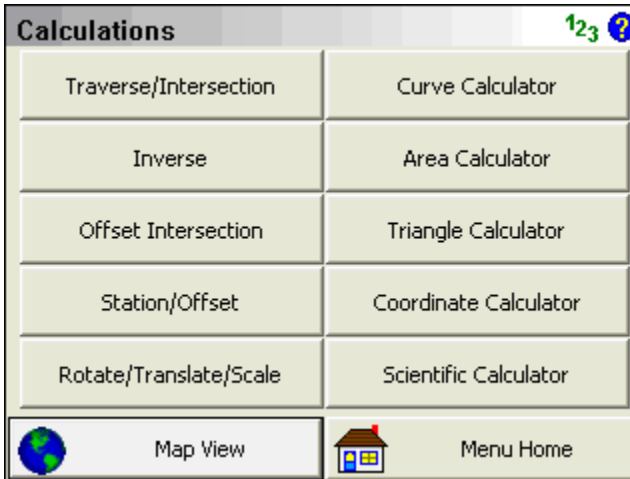 Calculations 123 ?
Traverse/Intersection
Curve Calculator
Inverse
Area Calculator
Offset Intersection
Triangle Calculator
Station/Offset
Coordinate Calculator
Rotate/Translate/Scale
Scientific Calculator
Map View
Menu Home